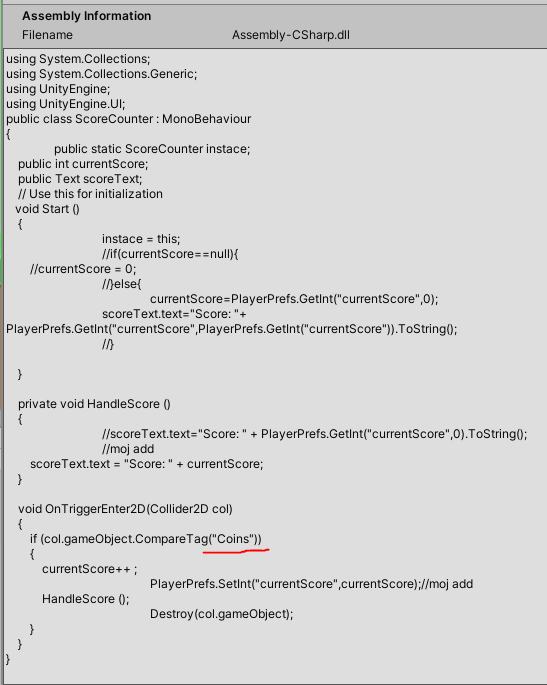 Assembly Information
Filename Assembly-CSharp.dll
using System.Collections;
using System.Collections.Generic;
using UnityEngine;
using UnityEngine.UI;
public class ScoreCounter : MonoBehaviour
{
public static ScoreCounter instace;
public int currentScore;
public Text scoreText;
// Use this for initialization
void Start ()
{
instace = this;
//if(currentScore==null){
//currentScore = 0;
//}else{
currentScore=PlayerPrefs.GetInt("currentScore",0);
scoreText.text="Score: "+
PlayerPrefs.GetInt("currentScore",PlayerPrefs.GetInt("currentScore")).ToString();
//}
}
private void HandleScore ()
{
//scoreText.text="Score: " + PlayerPrefs.GetInt("currentScore",0).ToString();
//moj add
scoreText.text = "Score: " + currentScore;
}
void OnTriggerEnter2D(Collider2D col)
{
if (col.gameObject.CompareTag("Coins"))
{
currentScore++ ;
PlayerPrefs.SetInt("currentScore",currentScore);//moj add
HandleScore ();
Destroy(col.gameObject);
}
}
}